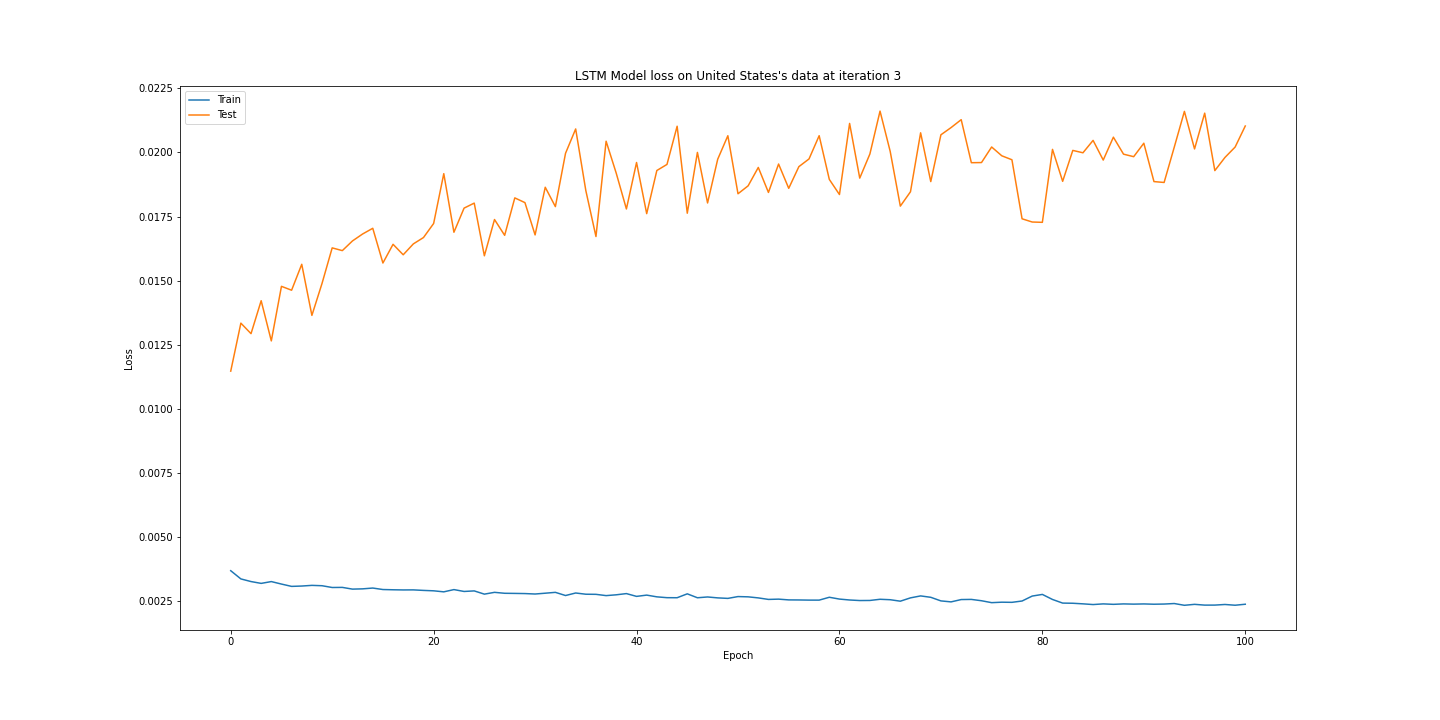 LSTM Model loss on United States's data at iteration 3
Train
Test
Loss
0.0225
0.0200
0.0175
0.0150
0.0125
0.0100
0.0075
0.0050
0.0025
0 20 40 60 80 100
Epoch